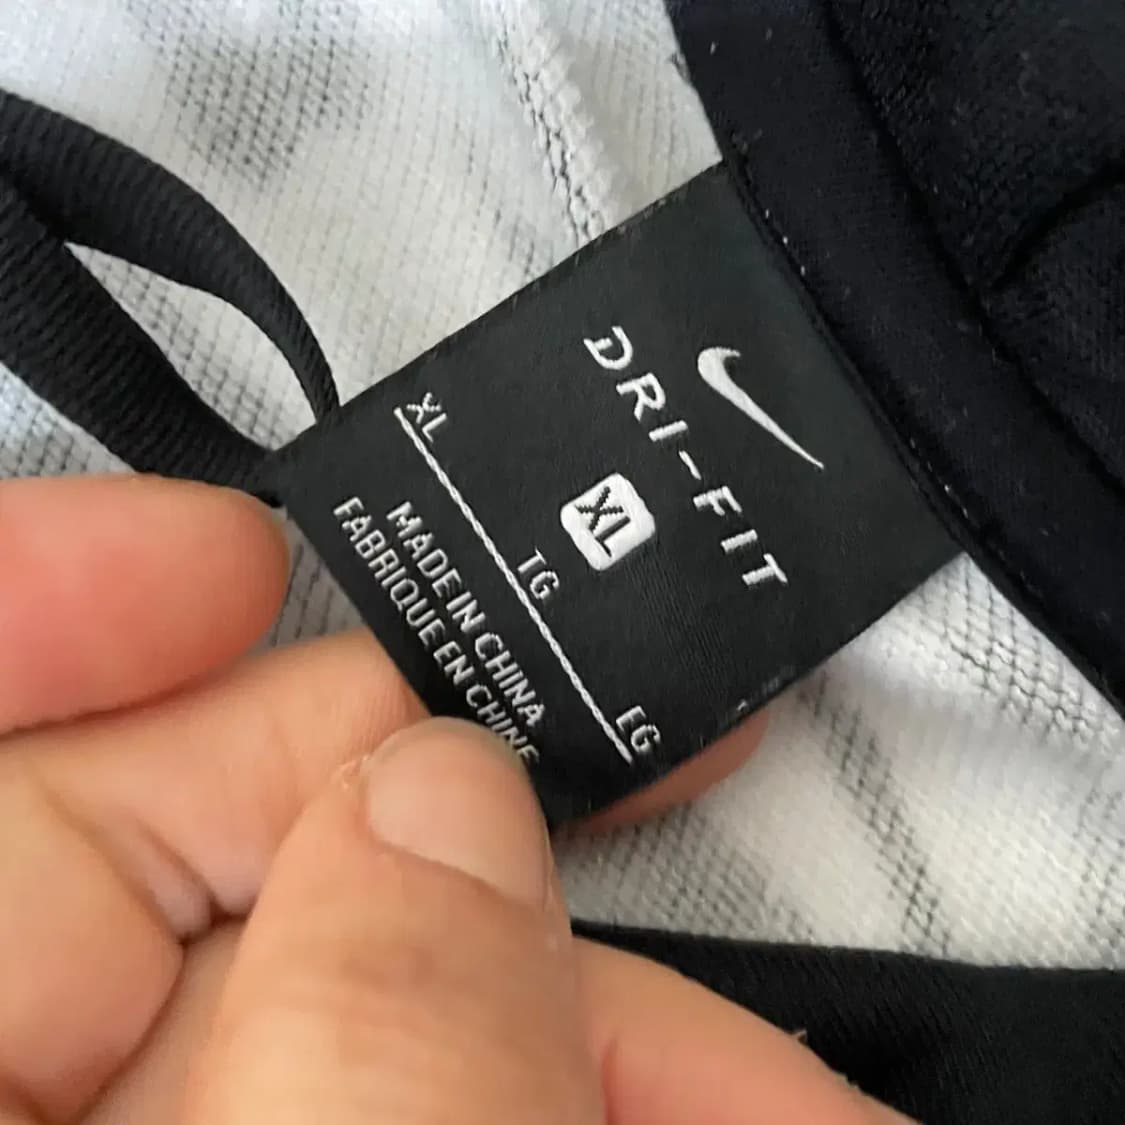 DRI-FIT
XL
XL TG EG
MADE IN CHINA
FABRIQUE EN CHINE